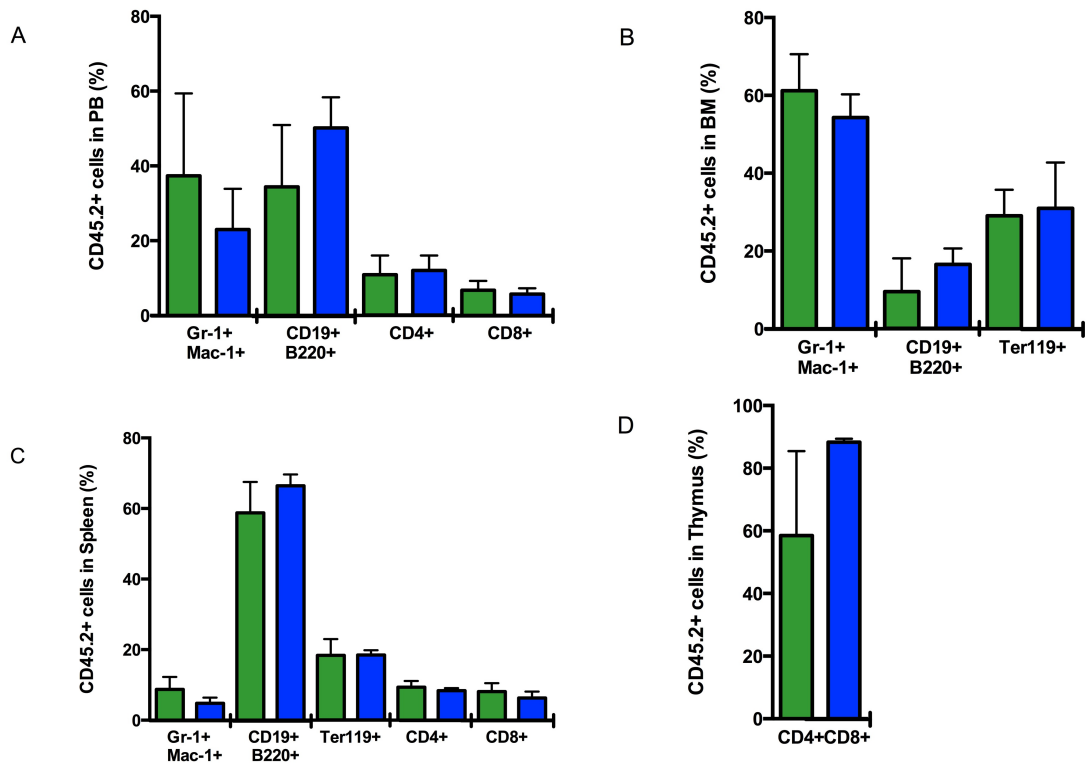 A
CD45.2+ cells in PB (%)
80
60
40
20
0
Gr-1+ CD19+ CD4+ CD8+
Mac-1+ B220+
B
CD45.2+ cells in BM (%)
80
60
40
20
0
Gr-1+ CD19+ Ter119+
Mac-1+ B220+
C
CD45.2+ cells in Spleen (%)
80
60
40
20
0
Gr-1+ CD19+ Ter119+ CD4+ CD8+
Mac-1+ B220+
D
CD45.2+ cells in Thymus (%)
100
80
60
40
20
0
CD4+CD8+